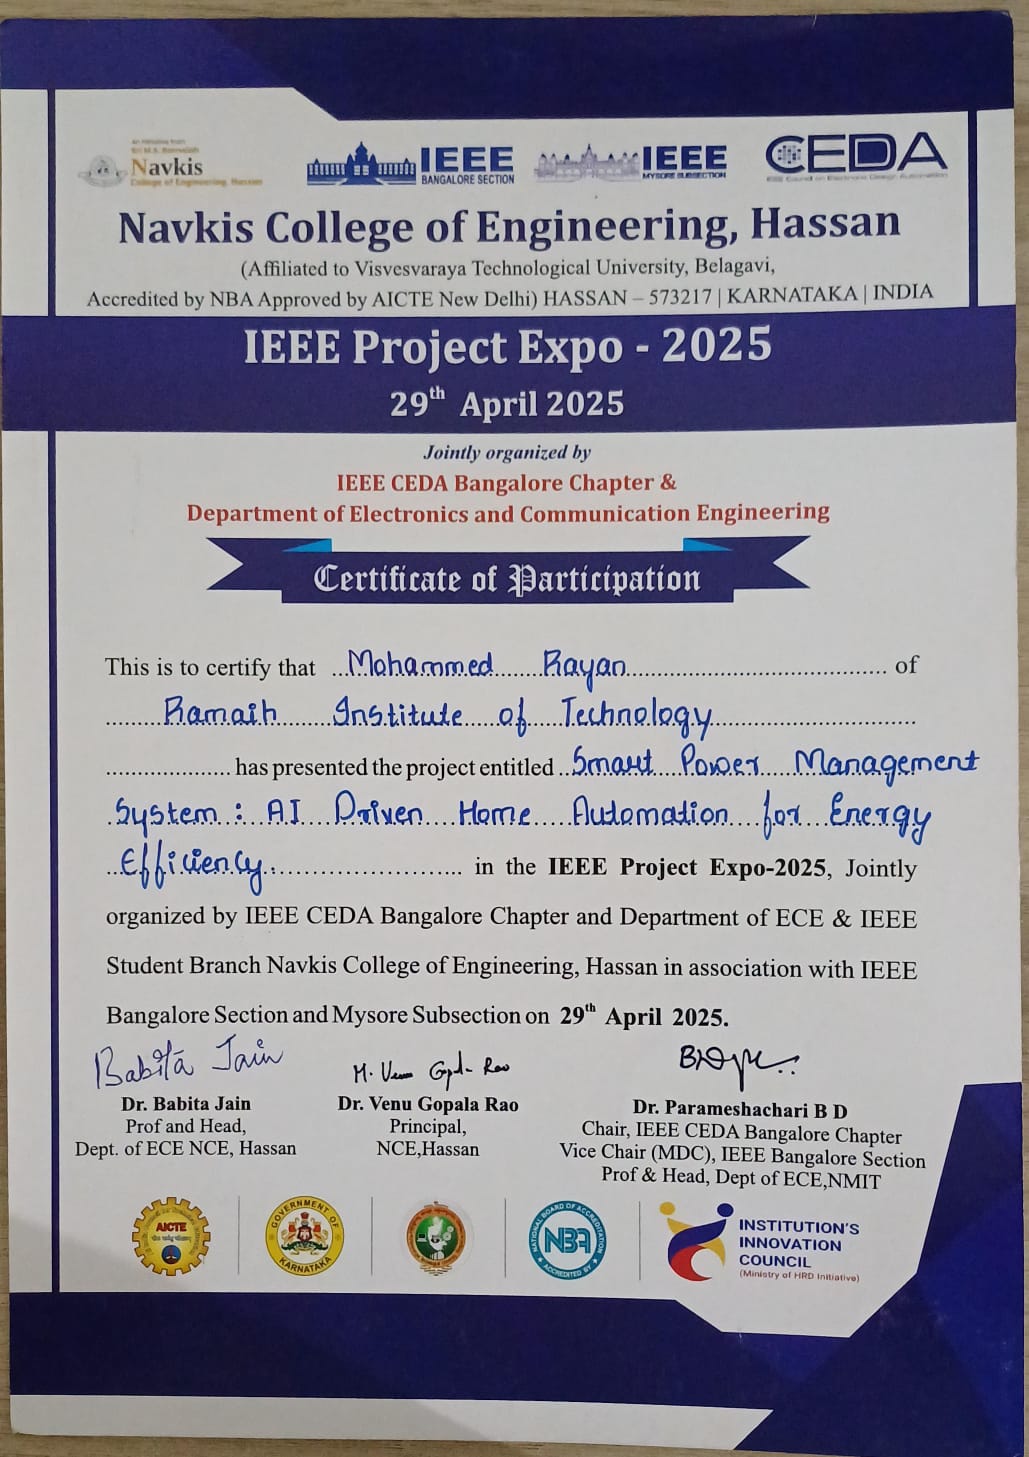 An Initiative from
Navkis
College of Engineering, Hassan
IEEE
BANGALORE SECTION
IEEE
MYSORE SUBSECTION
CEDA
IEEE Council on Electronic Design Automation
Navkis College of Engineering, Hassan
(Affiliated to Visvesvaraya Technological University, Belagavi,
Accredited by NBA Approved by AICTE New Delhi) HASSAN – 573217 | KARNATAKA | INDIA
IEEE Project Expo - 2025
29th April 2025
Jointly organized by
IEEE CEDA Bangalore Chapter &
Department of Electronics and Communication Engineering
Certificate of Participation
This is to certify that Mohammed Rayan of
Ramaih Institute of Technology
has presented the project entitled Smart Power Management
System : AI Driven Home Automation for Energy
Efficiency. in the IEEE Project Expo-2025, Jointly
organized by IEEE CEDA Bangalore Chapter and Department of ECE & IEEE
Student Branch Navkis College of Engineering, Hassan in association with IEEE
Bangalore Section and Mysore Subsection on 29th April 2025.
Babita Jain
M. Venu Gopala Rao
Dr. Babita Jain
Prof and Head,
Dept. of ECE NCE, Hassan
Dr. Venu Gopala Rao
Principal,
NCE,Hassan
Dr. Parameshachari B D
Chair, IEEE CEDA Bangalore Chapter
Vice Chair (MDC), IEEE Bangalore Section
Prof & Head, Dept of ECE,NMIT
AICTE
GOVERNMENT OF
KARNATAKA
NATIONAL BOARD OF ACCREDITATION
NBA
ACCREDITED BY
INSTITUTION'S
INNOVATION
COUNCIL
(Ministry of HRD Initiative)